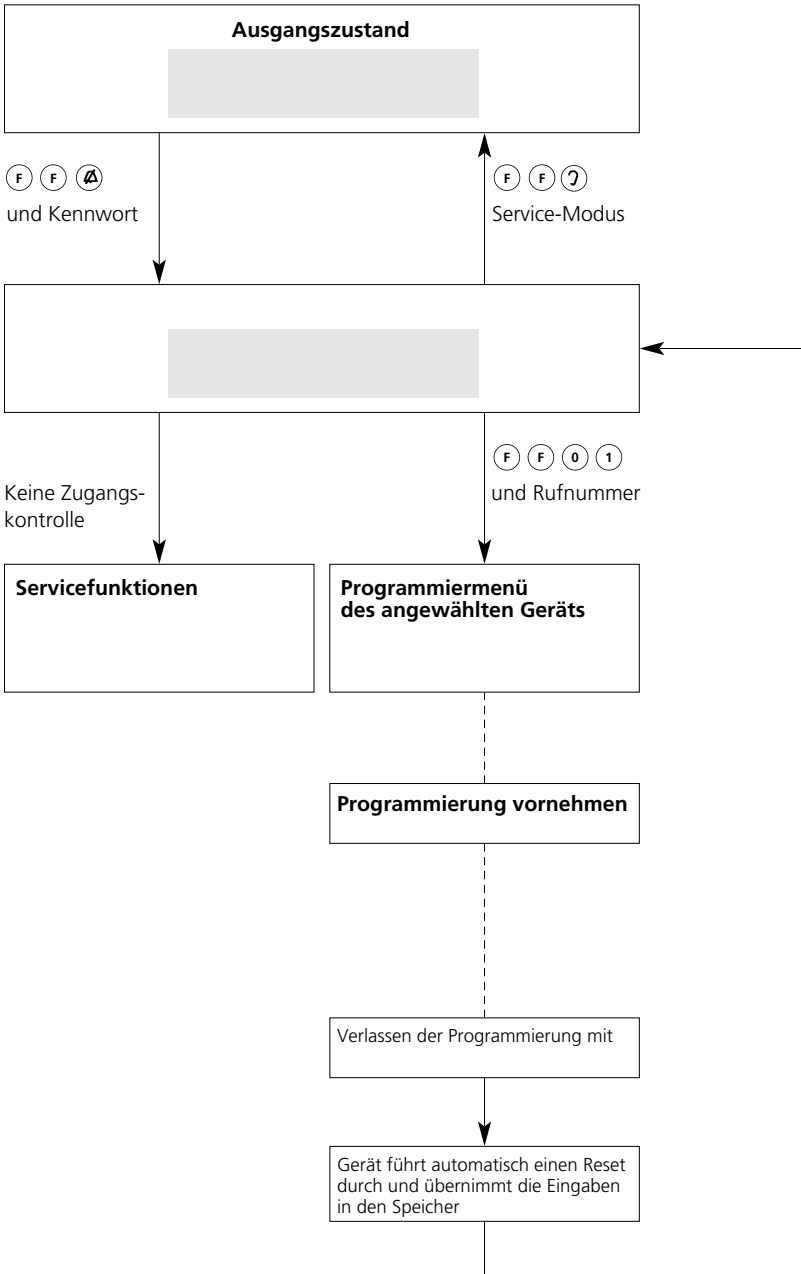 Ausgangszustand
F F
und Kennwort
F F
Service-Modus
Keine Zugangs-
kontrolle
F F 0 1
und Rufnummer
Servicefunktionen
Programmiermenü
des angewählten Geräts
Programmierung vornehmen
Verlassen der Programmierung mit
Gerät führt automatisch einen Reset
durch und übernimmt die Eingaben
in den Speicher